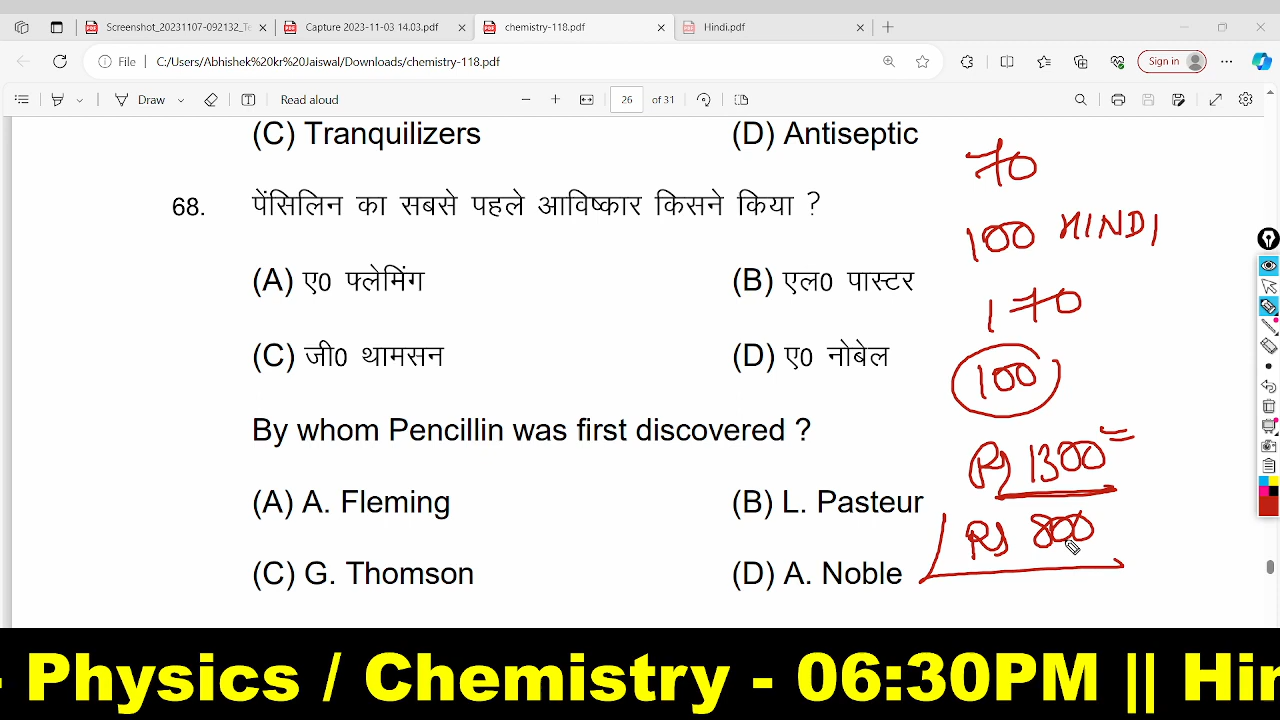 Screenshot_20231107-092132_Te
Capture 2023-11-03 14.03.pdf
chemistry-118.pdf
Hindi.pdf
File
C:/Users/Abhishek%20kr%20Jaiswal/Downloads/chemistry-118.pdf
Sign in
Draw
Read aloud
26 of 31
(C) Tranquilizers (D) Antiseptic
70
68. पेंसिलिन का सबसे पहले आविष्कार किसने किया ?
100 HINDI
(A) ए0 फ्लेमिंग (B) एल0 पास्टर
170
(C) जी0 थामसन (D) ए0 नोबेल
100
By whom Pencillin was first discovered ?
Rs 1300=
(A) A. Fleming (B) L. Pasteur
Rs 800
(C) G. Thomson (D) A. Noble
- Physics / Chemistry - 06:30PM || Hin